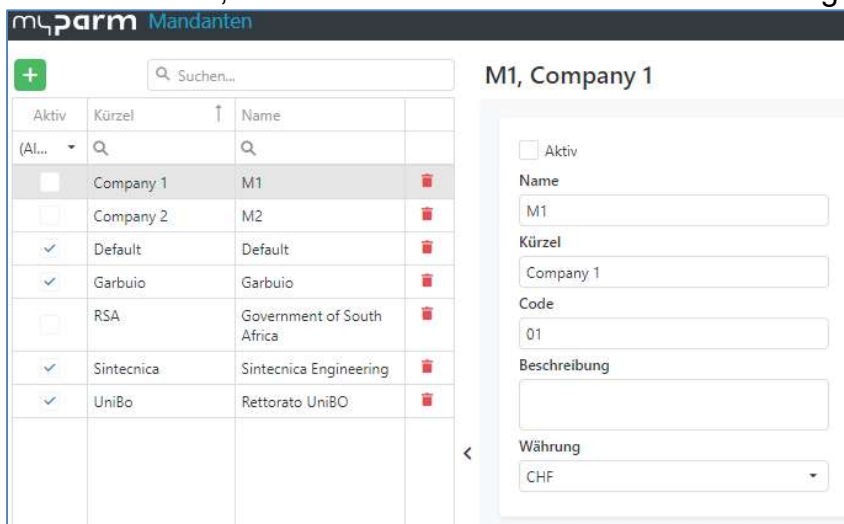 myparm Mandanten
Suchen...
M1, Company 1
Aktiv Kürzel ↑ Name
(Al...
Company 1 M1
Company 2 M2
Default Default
Garbuio Garbuio
RSA Government of South
Africa
Sintecnica Sintecnica Engineering
UniBo Rettorato UniBO
Aktiv
Name
M1
Kürzel
Company 1
Code
01
Beschreibung
Währung
CHF